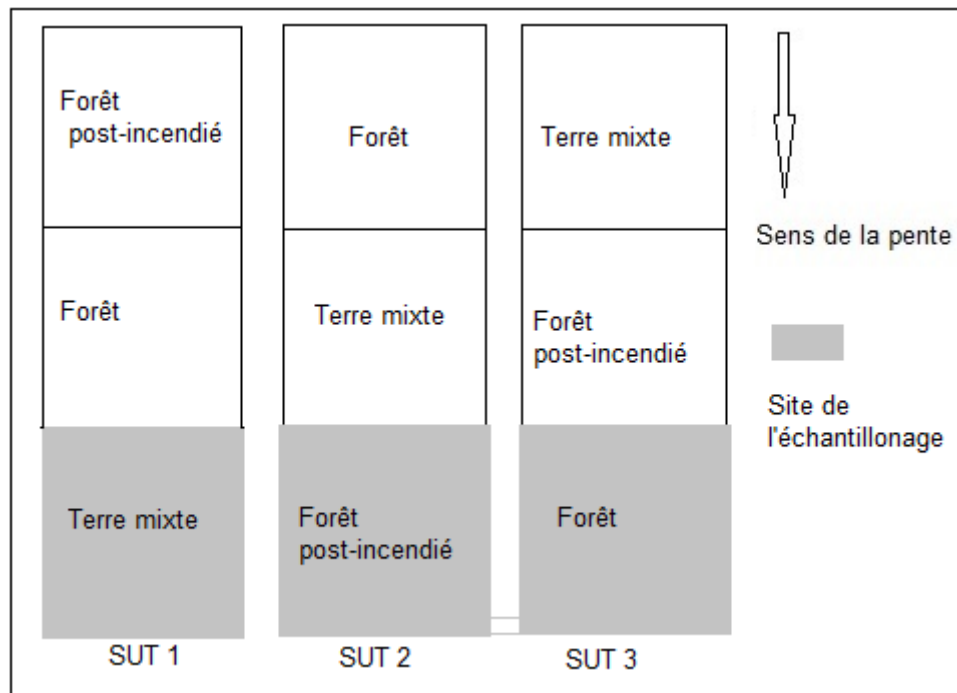 Forêt
post-incendié
Forêt
Terre mixte
SUT 1
Forêt
Terre mixte
Forêt
post-incendié
SUT 2
Terre mixte
Forêt
post-incendié
Forêt
SUT 3
Sens de la pente
Site de
l'échantillonage